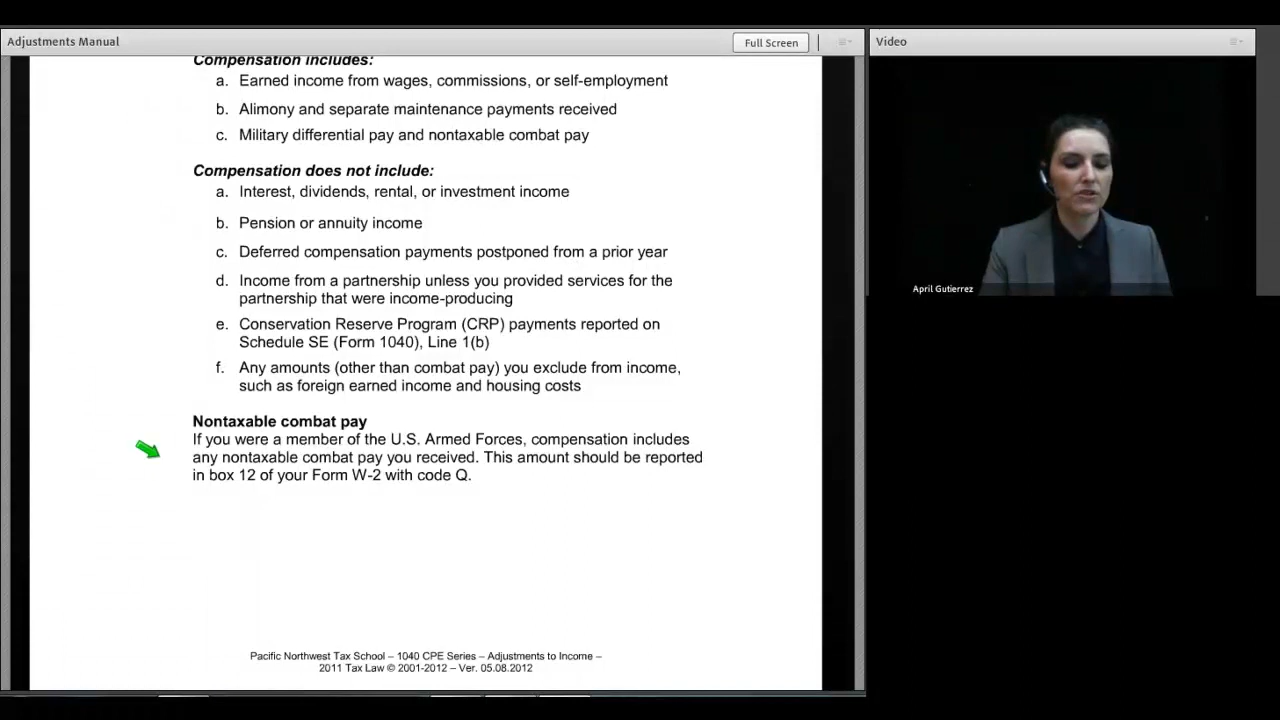 Adjustments Manual
Full Screen
Video
Compensation includes:
a. Earned income from wages, commissions, or self-employment
b. Alimony and separate maintenance payments received
c. Military differential pay and nontaxable combat pay
Compensation does not include:
a. Interest, dividends, rental, or investment income
b. Pension or annuity income
c. Deferred compensation payments postponed from a prior year
d. Income from a partnership unless you provided services for the
partnership that were income-producing
e. Conservation Reserve Program (CRP) payments reported on
Schedule SE (Form 1040), Line 1(b)
f. Any amounts (other than combat pay) you exclude from income,
such as foreign earned income and housing costs
Nontaxable combat pay
If you were a member of the U.S. Armed Forces, compensation includes
any nontaxable combat pay you received. This amount should be reported
in box 12 of your Form W-2 with code Q.
Pacific Northwest Tax School – 1040 CPE Series – Adjustments to Income –
2011 Tax Law © 2001-2012 – Ver. 05.08.2012
April Gutierrez